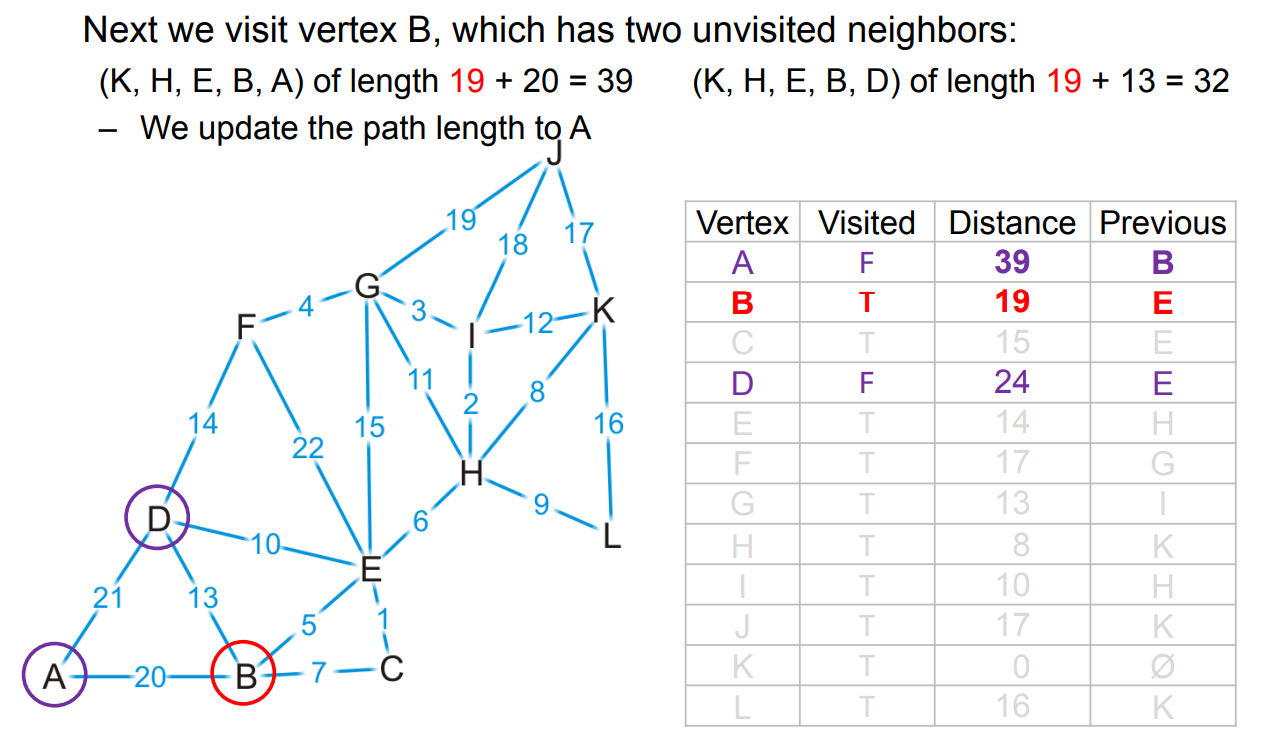 Next we visit vertex B, which has two unvisited neighbors:
(K, H, E, B, A) of length 19 + 20 = 39 (K, H, E, B, D) of length 19 + 13 = 32
– We update the path length to A
J
19
18
17
G
4
3
F
I
12
K
11
2
8
14
15
16
22
H
9
6
D
L
10
E
21
13
5
1
A
20
B
7
C
Vertex Visited Distance Previous
A F 39 B
B T 19 E
C T 15 E
D F 24 E
E T 14 H
F T 17 G
G T 13 I
H T 8 K
I T 10 H
J T 17 K
K T 0 Ø
L T 16 K